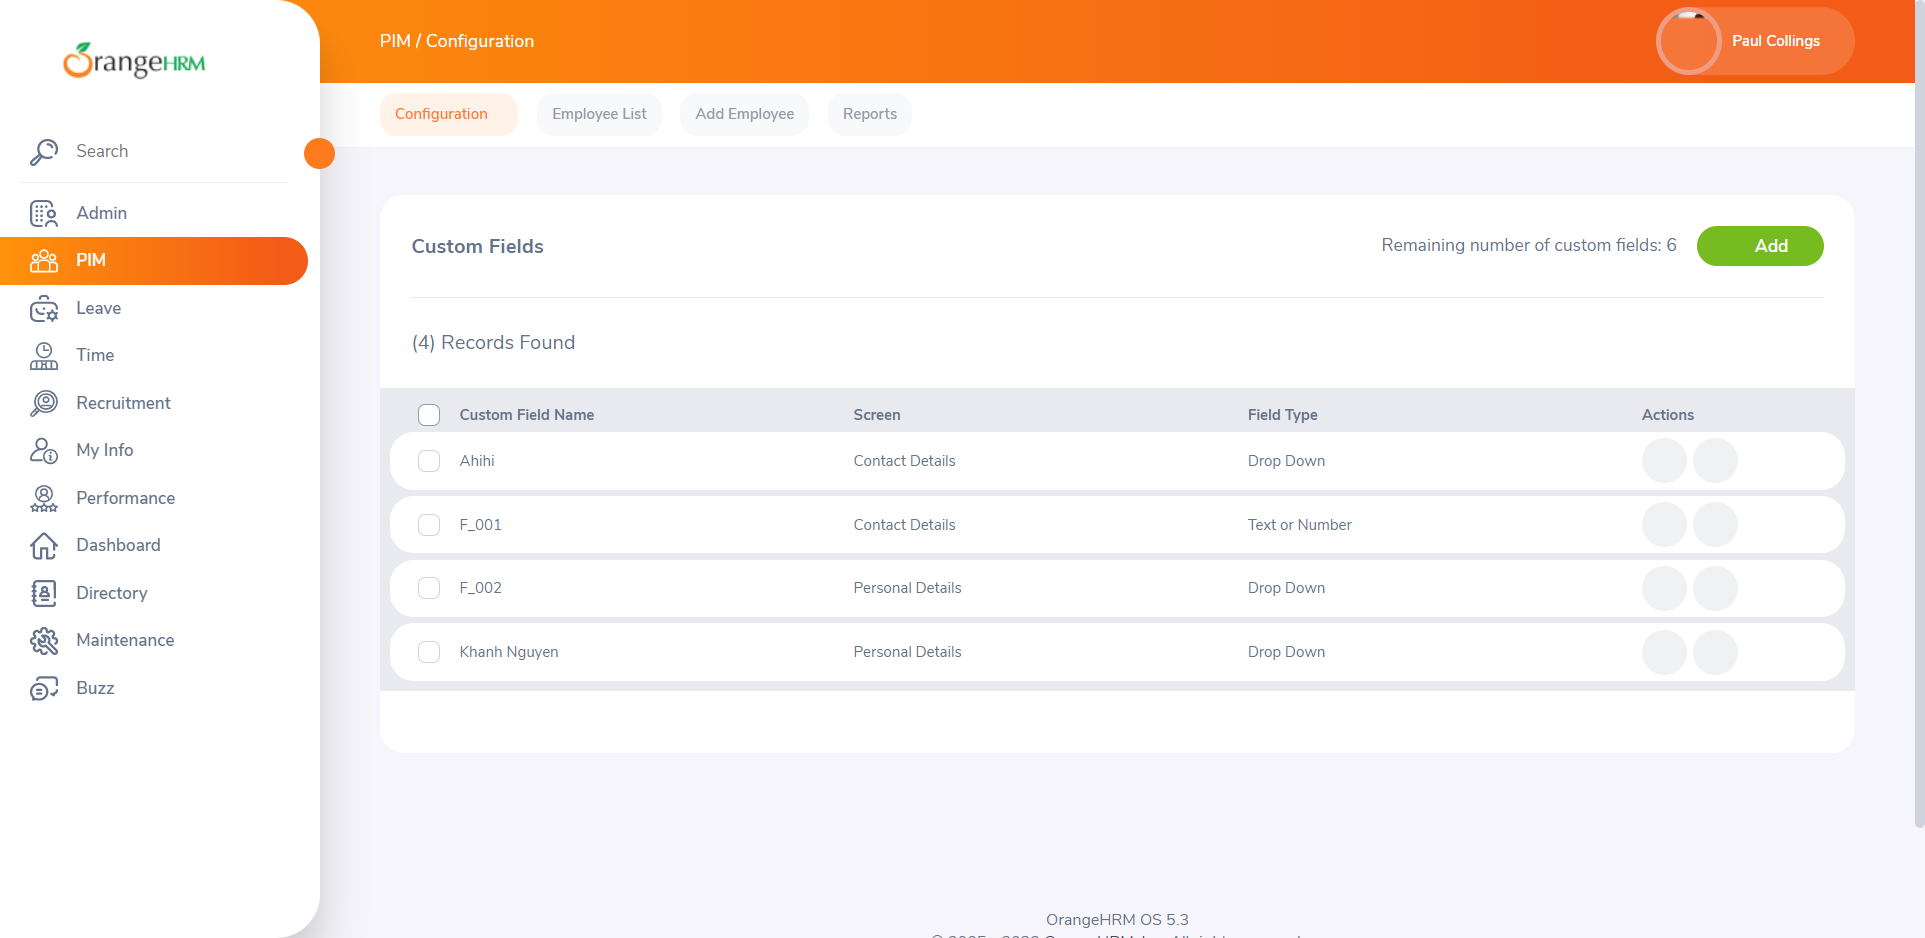 OrangeHRM
PIM / Configuration
Paul Collings
Configuration
Employee List
Add Employee
Reports
Search
Admin
PIM
Leave
Time
Recruitment
My Info
Performance
Dashboard
Directory
Maintenance
Buzz
Custom Fields
Remaining number of custom fields: 6
Add
(4) Records Found
Custom Field Name Screen Field Type Actions
Ahihi Contact Details Drop Down
F_001 Contact Details Text or Number
F_002 Personal Details Drop Down
Khanh Nguyen Personal Details Drop Down
OrangeHRM OS 5.3